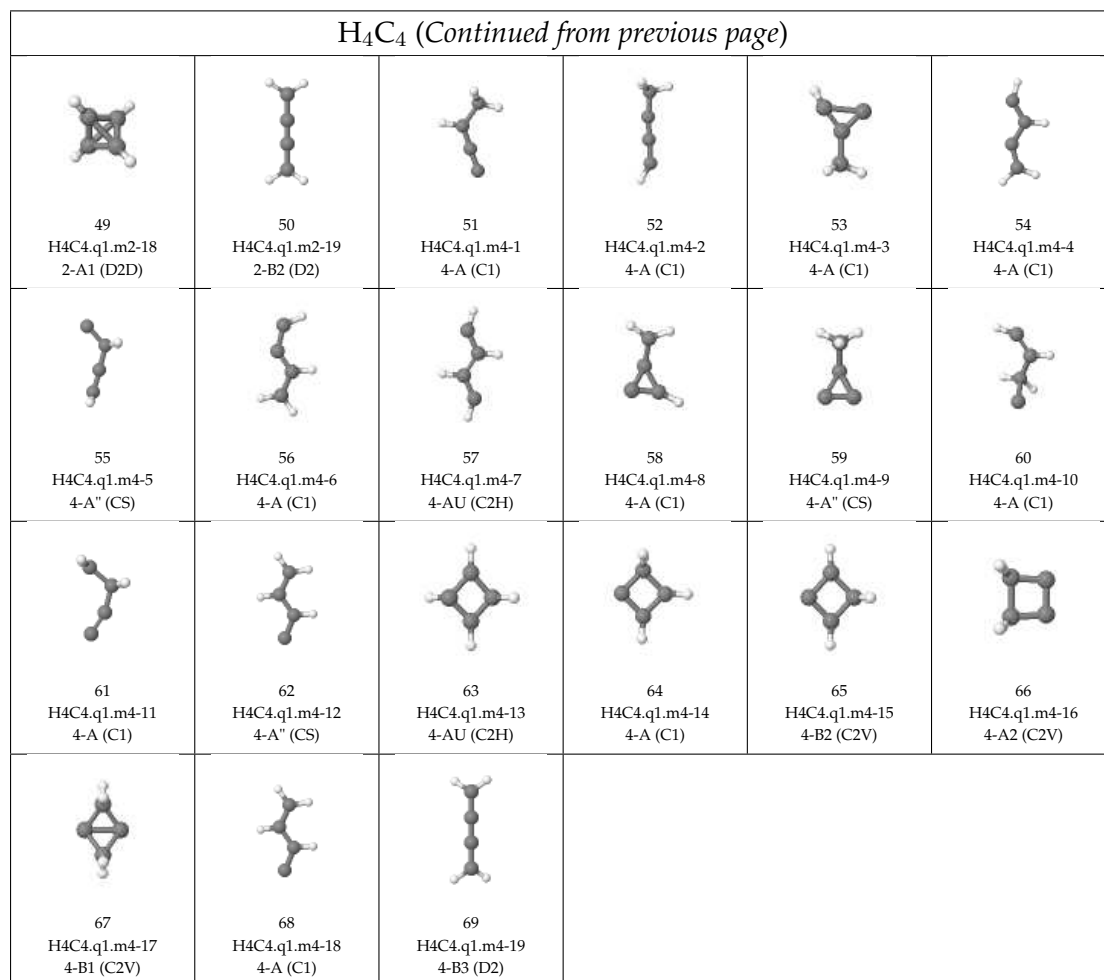 H₄C₄ (Continued from previous page)
49
H4C4.q1.m2-18
2-A1 (D2D)
50
H4C4.q1.m2-19
2-B2 (D2)
51
H4C4.q1.m4-1
4-A (C1)
52
H4C4.q1.m4-2
4-A (C1)
53
H4C4.q1.m4-3
4-A (C1)
54
H4C4.q1.m4-4
4-A (C1)
55
H4C4.q1.m4-5
4-A" (CS)
56
H4C4.q1.m4-6
4-A (C1)
57
H4C4.q1.m4-7
4-AU (C2H)
58
H4C4.q1.m4-8
4-A (C1)
59
H4C4.q1.m4-9
4-A" (CS)
60
H4C4.q1.m4-10
4-A (C1)
61
H4C4.q1.m4-11
4-A (C1)
62
H4C4.q1.m4-12
4-A" (CS)
63
H4C4.q1.m4-13
4-AU (C2H)
64
H4C4.q1.m4-14
4-A (C1)
65
H4C4.q1.m4-15
4-B2 (C2V)
66
H4C4.q1.m4-16
4-A2 (C2V)
67
H4C4.q1.m4-17
4-B1 (C2V)
68
H4C4.q1.m4-18
4-A (C1)
69
H4C4.q1.m4-19
4-B3 (D2)